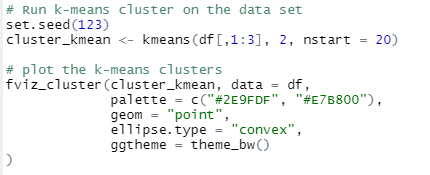 # Run k-means cluster on the data set
set.seed(123)
cluster_kmean <- kmeans(df[,1:3], 2, nstart = 20)
# plot the k-means clusters
fviz_cluster(cluster_kmean, data = df,
palette = c("#2E9FDF", "#E7B800"),
geom = "point",
ellipse.type = "convex",
ggtheme = theme_bw()
)